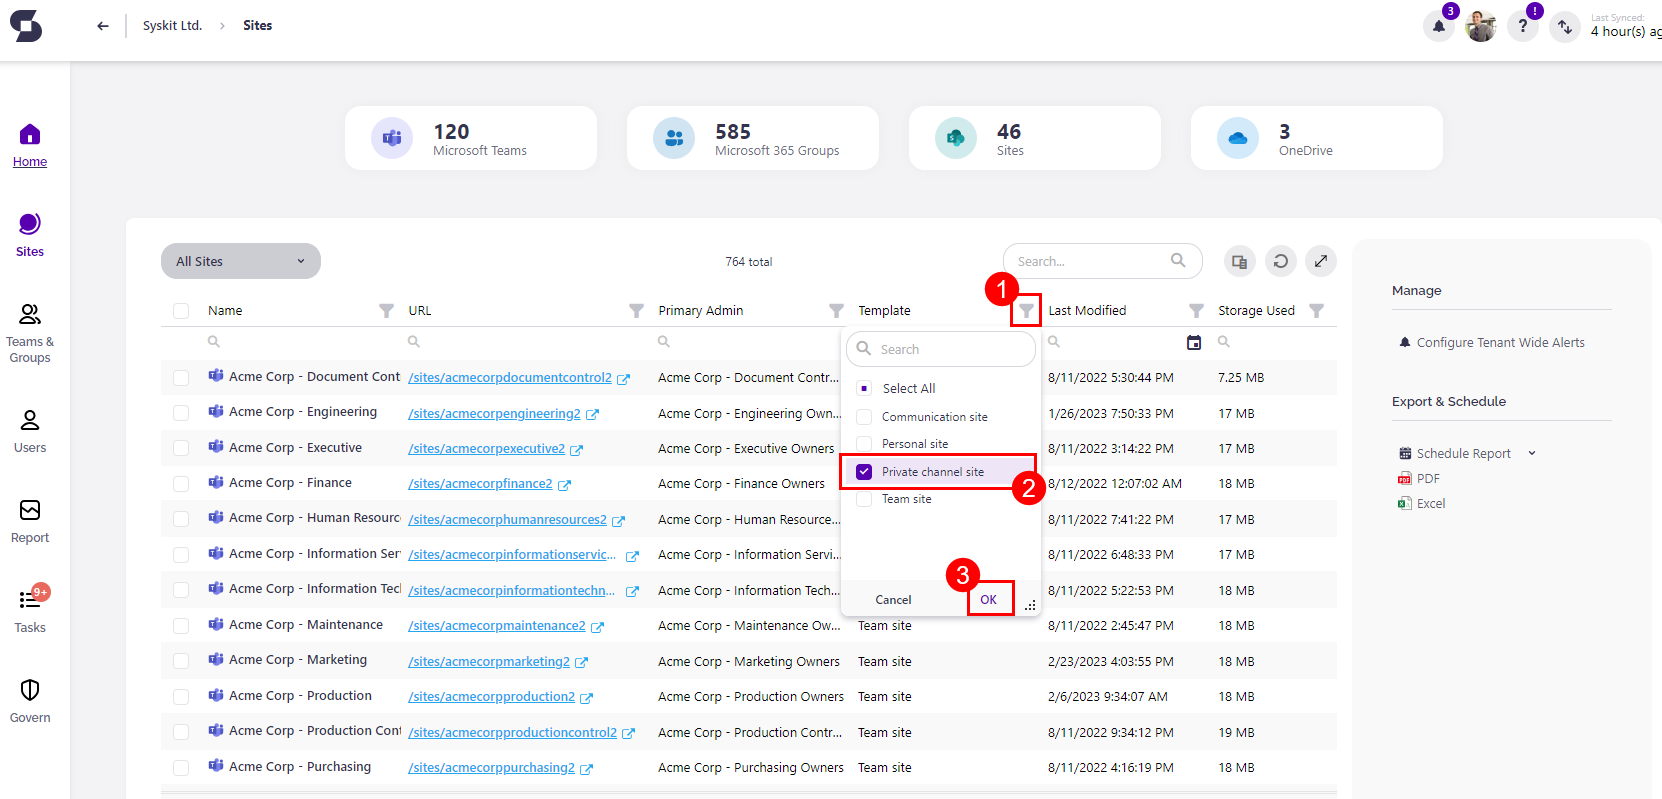 Syskit Ltd. › Sites
3
!
?
Last Synced:
4 hour(s) ag
Home
Sites
Teams &
Groups
Users
Report
9+
Tasks
Govern
120
Microsoft Teams
585
Microsoft 365 Groups
46
Sites
3
OneDrive
All Sites
764 total
Search...
Name URL Primary Admin Template 1 Last Modified Storage Used
Acme Corp - Document Cont /sites/acmecorpdocumentcontrol2 Acme Corp - Document Contr... 8/11/2022 5:30:44 PM 7.25 MB
Acme Corp - Engineering /sites/acmecorpengineering2 Acme Corp - Engineering Own... 1/26/2023 7:50:33 PM 17 MB
Acme Corp - Executive /sites/acmecorpexecutive2 Acme Corp - Executive Owners 8/11/2022 3:14:22 PM 17 MB
Acme Corp - Finance /sites/acmecorpfinance2 Acme Corp - Finance Owners 8/12/2022 12:07:02 AM 18 MB
Acme Corp - Human Resourc /sites/acmecorphumanresources2 Acme Corp - Human Resource... 8/11/2022 7:41:22 PM 17 MB
Acme Corp - Information Ser /sites/acmecorpinformationservic... Acme Corp - Information Servi... 8/11/2022 6:48:33 PM 17 MB
Acme Corp - Information Tec /sites/acmecorpinformationtechn... Acme Corp - Information Tech... 8/11/2022 5:22:53 PM 18 MB
Acme Corp - Maintenance /sites/acmecorpmaintenance2 Acme Corp - Maintenance Ow... Team site 8/11/2022 2:45:47 PM 18 MB
Acme Corp - Marketing /sites/acmecorpmarketing2 Acme Corp - Marketing Owners Team site 2/23/2023 4:03:55 PM 18 MB
Acme Corp - Production /sites/acmecorpproduction2 Acme Corp - Production Owners Team site 2/6/2023 9:34:07 AM 18 MB
Acme Corp - Production Cont /sites/acmecorpproductioncontrol2 Acme Corp - Production Contr... Team site 8/11/2022 9:34:12 PM 19 MB
Acme Corp - Purchasing /sites/acmecorppurchasing2 Acme Corp - Purchasing Owners Team site 8/11/2022 4:16:19 PM 18 MB
Search
Select All
Communication site
Personal site
Private channel site
2
Team site
3
Cancel OK
Manage
Configure Tenant Wide Alerts
Export & Schedule
Schedule Report
PDF PDF
Excel